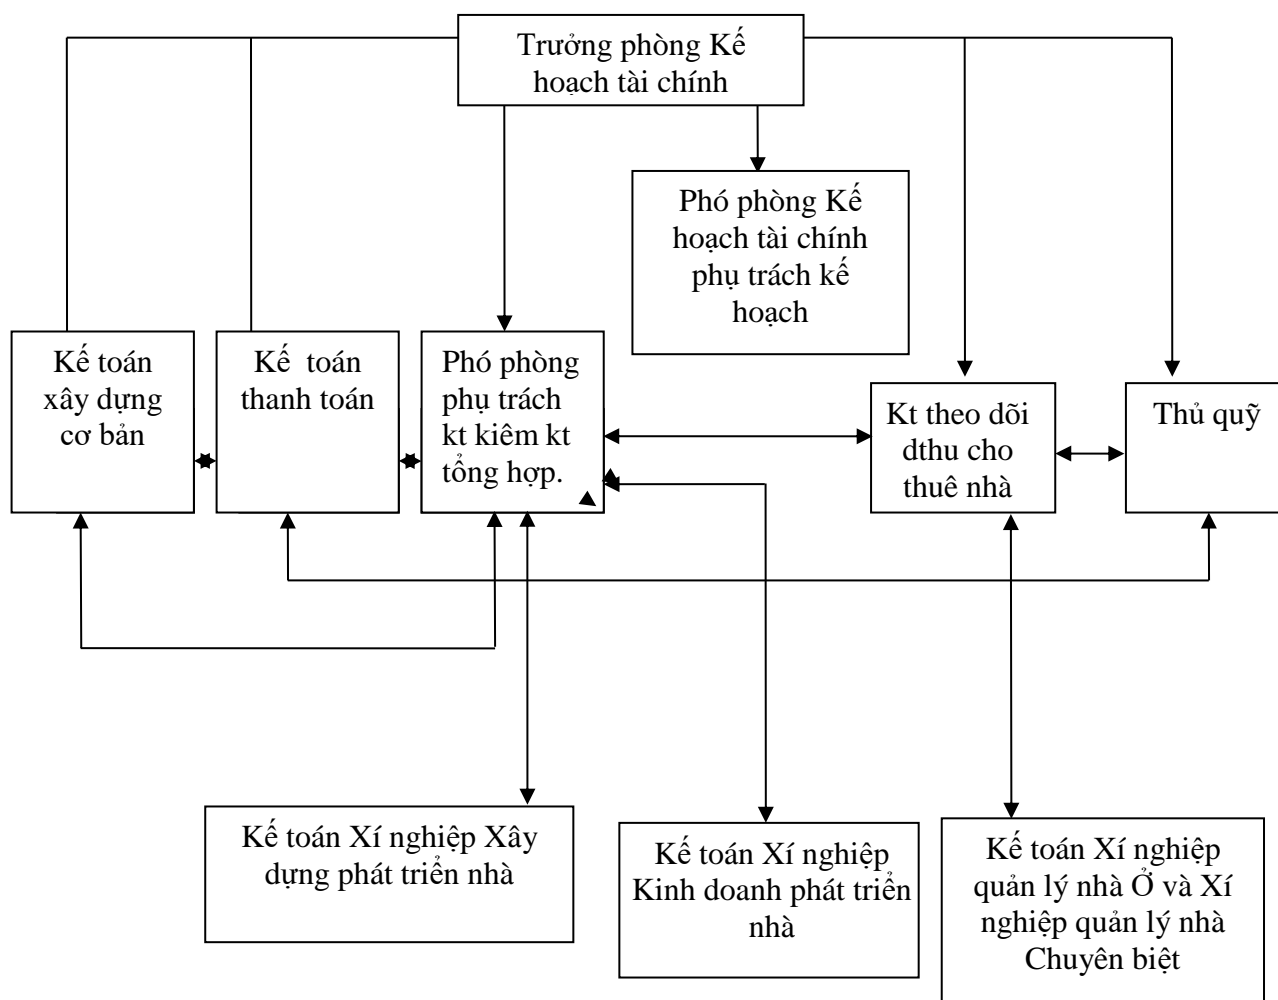 Trưởng phòng Kế
hoạch tài chính
Phó phòng Kế
hoạch tài chính
phụ trách kế
hoạch
Kế toán
xây dựng
cơ bản
Kế toán
thanh toán
Phó phòng
phụ trách
kt kiêm kt
tổng hợp.
Kt theo dõi
dthu cho
thuê nhà
Thủ quỹ
Kế toán Xí nghiệp Xây
dựng phát triển nhà
Kế toán Xí nghiệp
Kinh doanh phát triển
nhà
Kế toán Xí nghiệp
quản lý nhà Ở và Xí
nghiệp quản lý nhà
Chuyên biệt